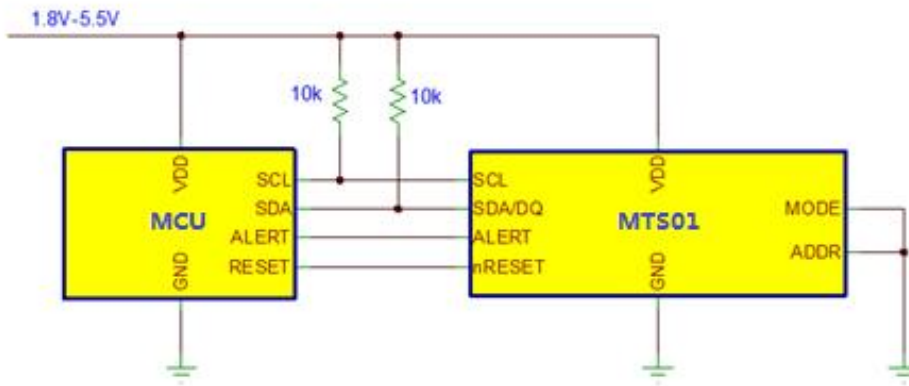 1.8V-5.5V
10k
10k
VDD
SCL
SDA
ALERT
RESET
GND
MCU
SCL
SDA/DQ
ALERT
nRESET
VDD
GND
MTS01
MODE
ADDR